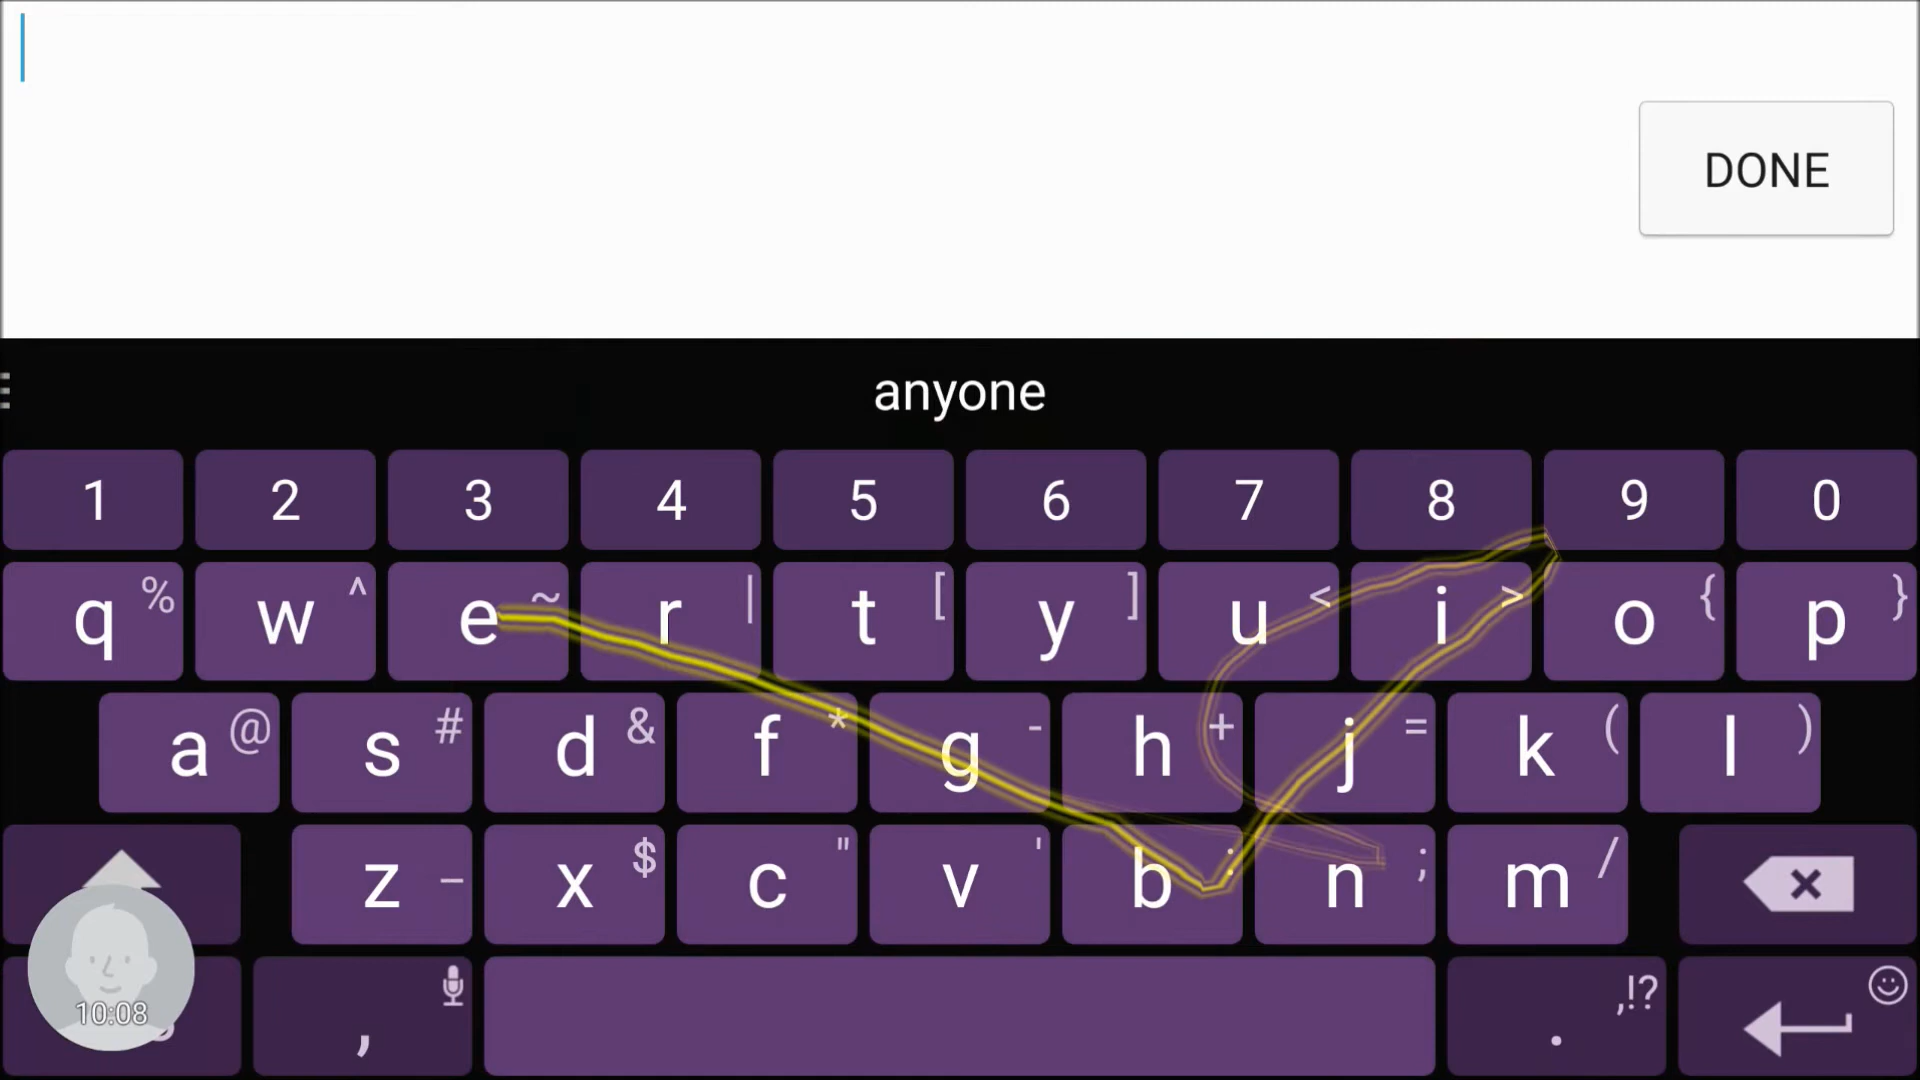 DONE
anyone
1 2 3 4 5 6 7 8 9 0
q % w ^ e ~ r | t [ y ] u < i > o { p }
a @ s # d & f * g - h + j = k ( l )
z _ x $ c " v ' b : n ; m /
10:08 , ,!? .